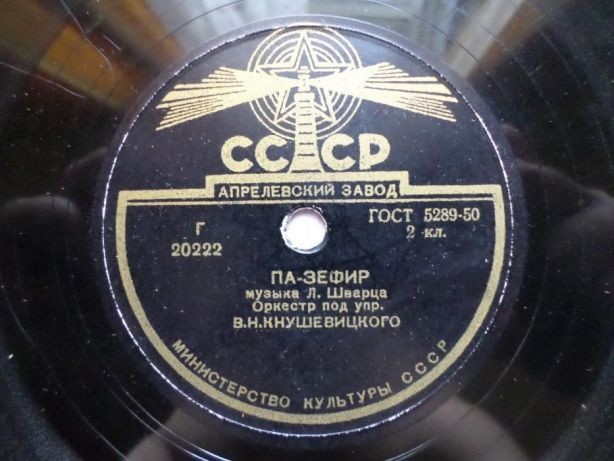 СССР
АПРЕЛЕВСКИЙ ЗАВОД
Г
20222
ГОСТ 5289-50
2 кл.
ПА-ЗЕФИР
музыка Л. Шварца
Оркестр под упр.
В.Н.КНУШЕВИЦКОГО
МИНИСТЕРСТВО КУЛЬТУРЫ СССР